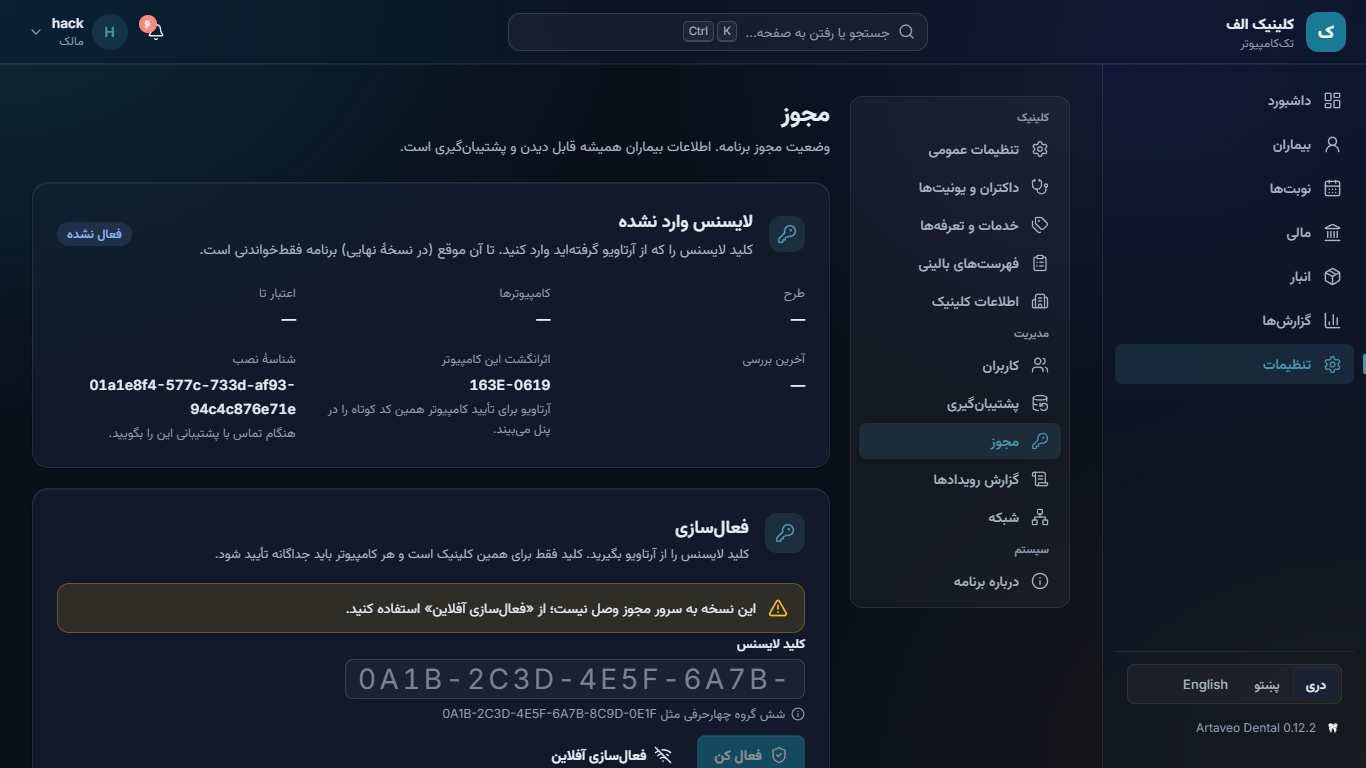 کلینیک الف
تک‌کامپیوتر
جستجو یا رفتن به صفحه...
Ctrl K
۶
H
hack
مالک
ک
داشبورد
بیماران
نوبت‌ها
مالی
انبار
گزارش‌ها
تنظیمات
دری
پښتو
English
Artaveo Dental 0.12.2
کلینیک
تنظیمات عمومی
داکتران و یونیت‌ها
خدمات و تعرفه‌ها
فهرست‌های بالینی
اطلاعات کلینیک
مدیریت
کاربران
پشتیبان‌گیری
مجوز
گزارش رویدادها
شبکه
سیستم
درباره برنامه
مجوز
وضعیت مجوز برنامه. اطلاعات بیماران همیشه قابل دیدن و پشتیبان‌گیری است.
لایسنس وارد نشده
فعال نشده
کلید لایسنس را که از آرتاویو گرفته‌اید وارد کنید. تا آن موقع (در نسخهٔ نهایی) برنامه فقط‌خواندنی است.
طرح
—
کامپیوترها
—
اعتبار تا
—
آخرین بررسی
—
اثرانگشت این کامپیوتر
163E-0619
آرتاویو برای تأیید کامپیوتر همین کد کوتاه را در
پنل می‌بیند.
شناسهٔ نصب
01a1e8f4-577c-733d-af93-
94c4c876e71e
هنگام تماس با پشتیبانی این را بگویید.
فعال‌سازی
کلید لایسنس را از آرتاویو بگیرید. کلید فقط برای همین کلینیک است و هر کامپیوتر باید جداگانه تأیید شود.
این نسخه به سرور مجوز وصل نیست؛ از «فعال‌سازی آفلاین» استفاده کنید.
کلید لایسنس
0A1B-2C3D-4E5F-6A7B-
شش گروه چهارحرفی مثل 0A1B-2C3D-4E5F-6A7B-8C9D-0E1F
فعال کن
فعال‌سازی آفلاین